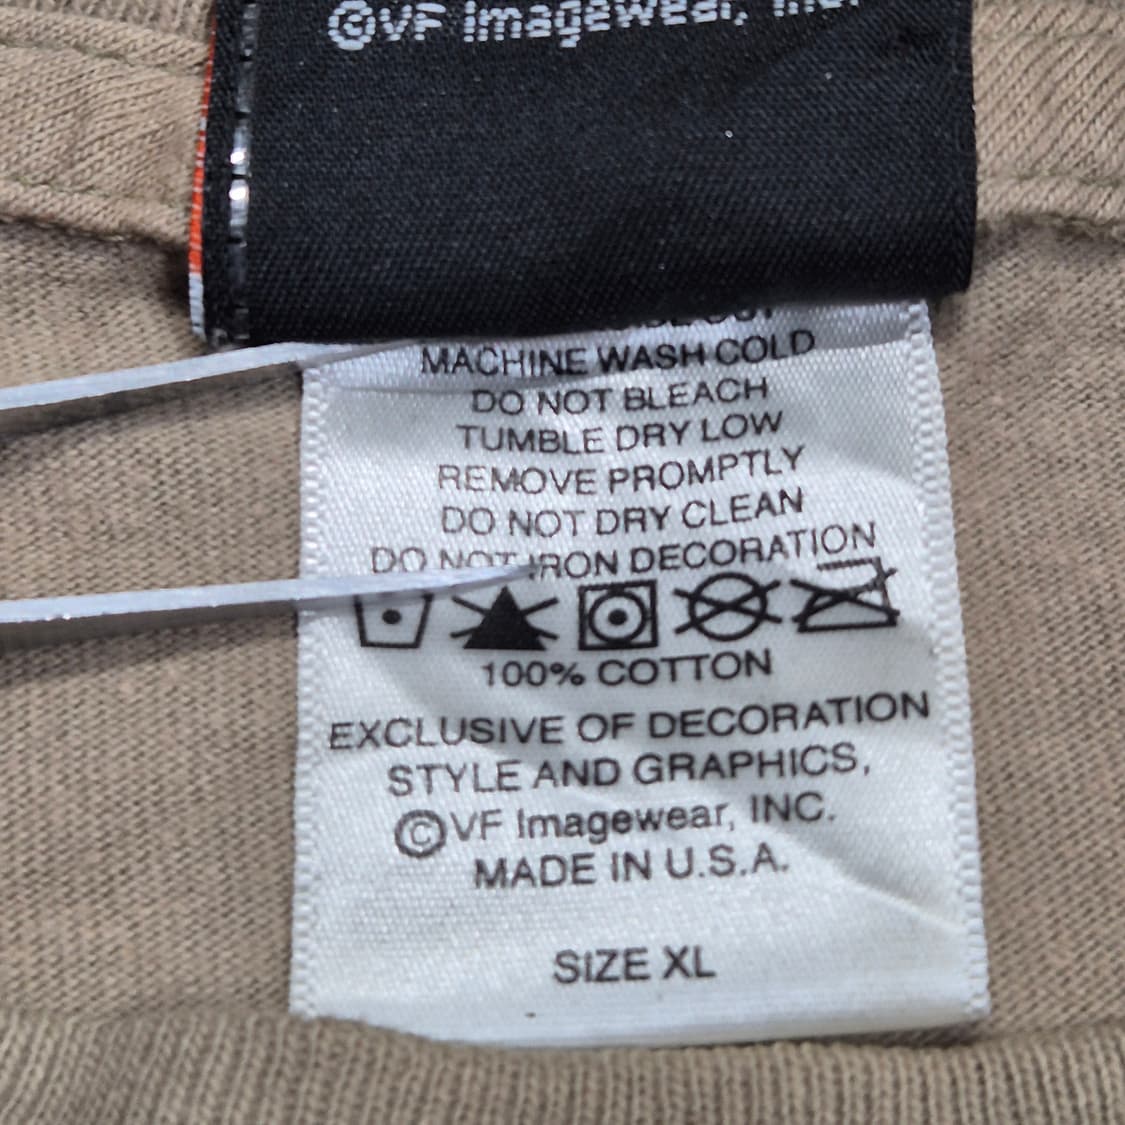 ©VF Imagewear, Inc.
OUT
MACHINE WASH COLD
DO NOT BLEACH
TUMBLE DRY LOW
REMOVE PROMPTLY
DO NOT DRY CLEAN
DO NOT IRON DECORATION
100% COTTON
EXCLUSIVE OF DECORATION
STYLE AND GRAPHICS,
©VF Imagewear, INC.
MADE IN U.S.A.
SIZE XL